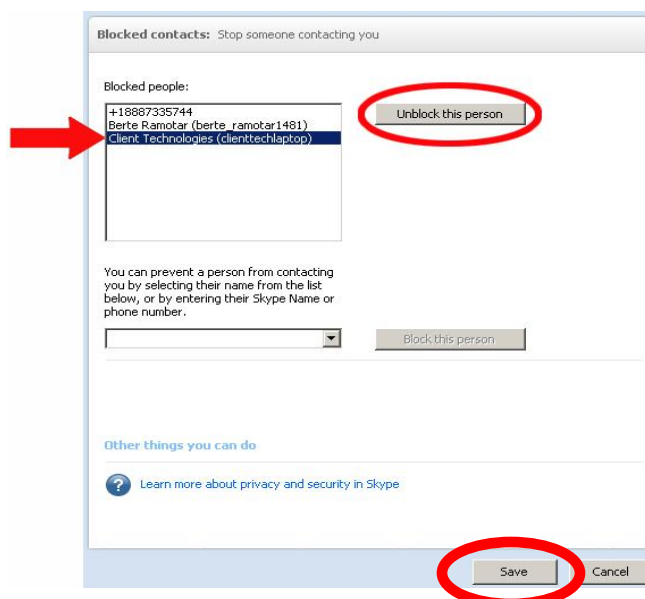 Blocked contacts: Stop someone contacting you
Blocked people:
+18887335744
Unblock this person
Berte Ramotar (berte_ramotar1481)
Client Technologies (clienttechlaptop)
You can prevent a person from contacting
you by selecting their name from the list
below, or by entering their Skype Name or
phone number.
Block this person
Other things you can do
? Learn more about privacy and security in Skype
Save
Cancel